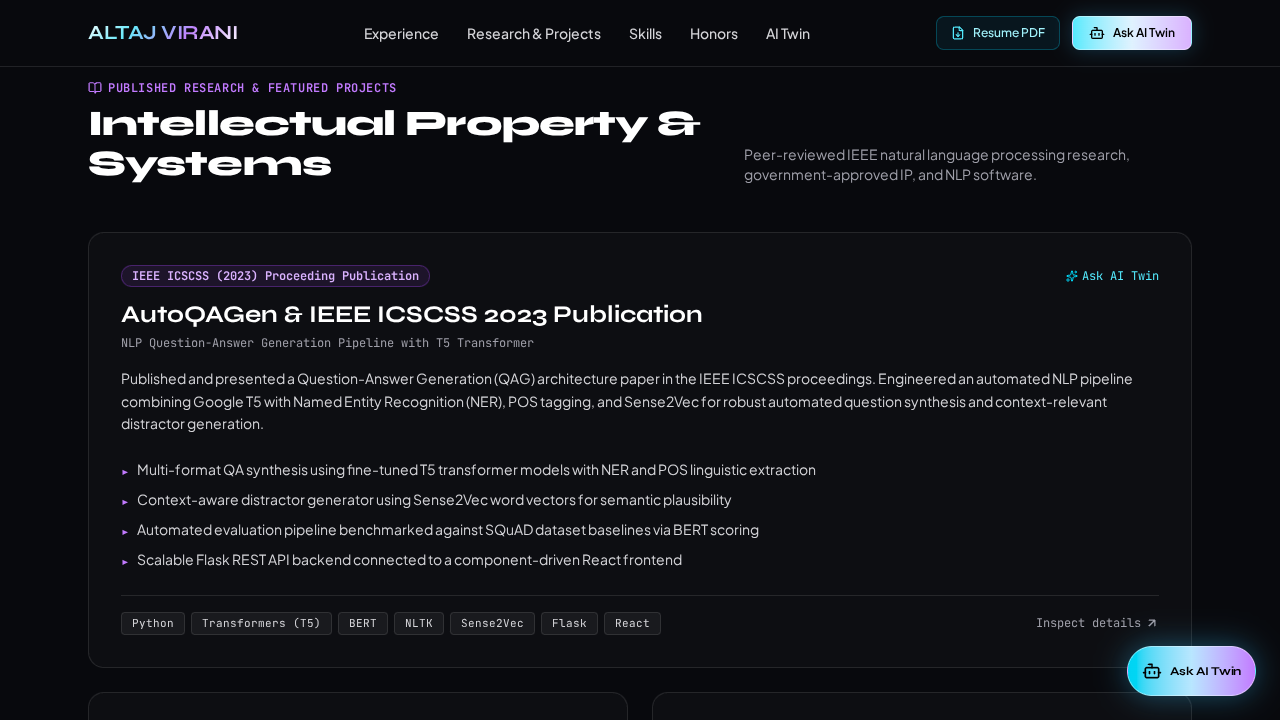 ALTAJ VIRANI
Experience
Research & Projects
Skills
Honors
AI Twin
Resume PDF
Ask AI Twin
PUBLISHED RESEARCH & FEATURED PROJECTS
Intellectual Property &
Systems
Peer-reviewed IEEE natural language processing research,
government-approved IP, and NLP software.
IEEE ICSCSS (2023) Proceeding Publication
Ask AI Twin
AutoQAGen & IEEE ICSCSS 2023 Publication
NLP Question-Answer Generation Pipeline with T5 Transformer
Published and presented a Question-Answer Generation (QAG) architecture paper in the IEEE ICSCSS proceedings. Engineered an automated NLP pipeline
combining Google T5 with Named Entity Recognition (NER), POS tagging, and Sense2Vec for robust automated question synthesis and context-relevant
distractor generation.
▸ Multi-format QA synthesis using fine-tuned T5 transformer models with NER and POS linguistic extraction
▸ Context-aware distractor generator using Sense2Vec word vectors for semantic plausibility
▸ Automated evaluation pipeline benchmarked against SQuAD dataset baselines via BERT scoring
▸ Scalable Flask REST API backend connected to a component-driven React frontend
Python
Transformers (T5)
BERT
NLTK
Sense2Vec
Flask
React
Inspect details
Ask AI Twin